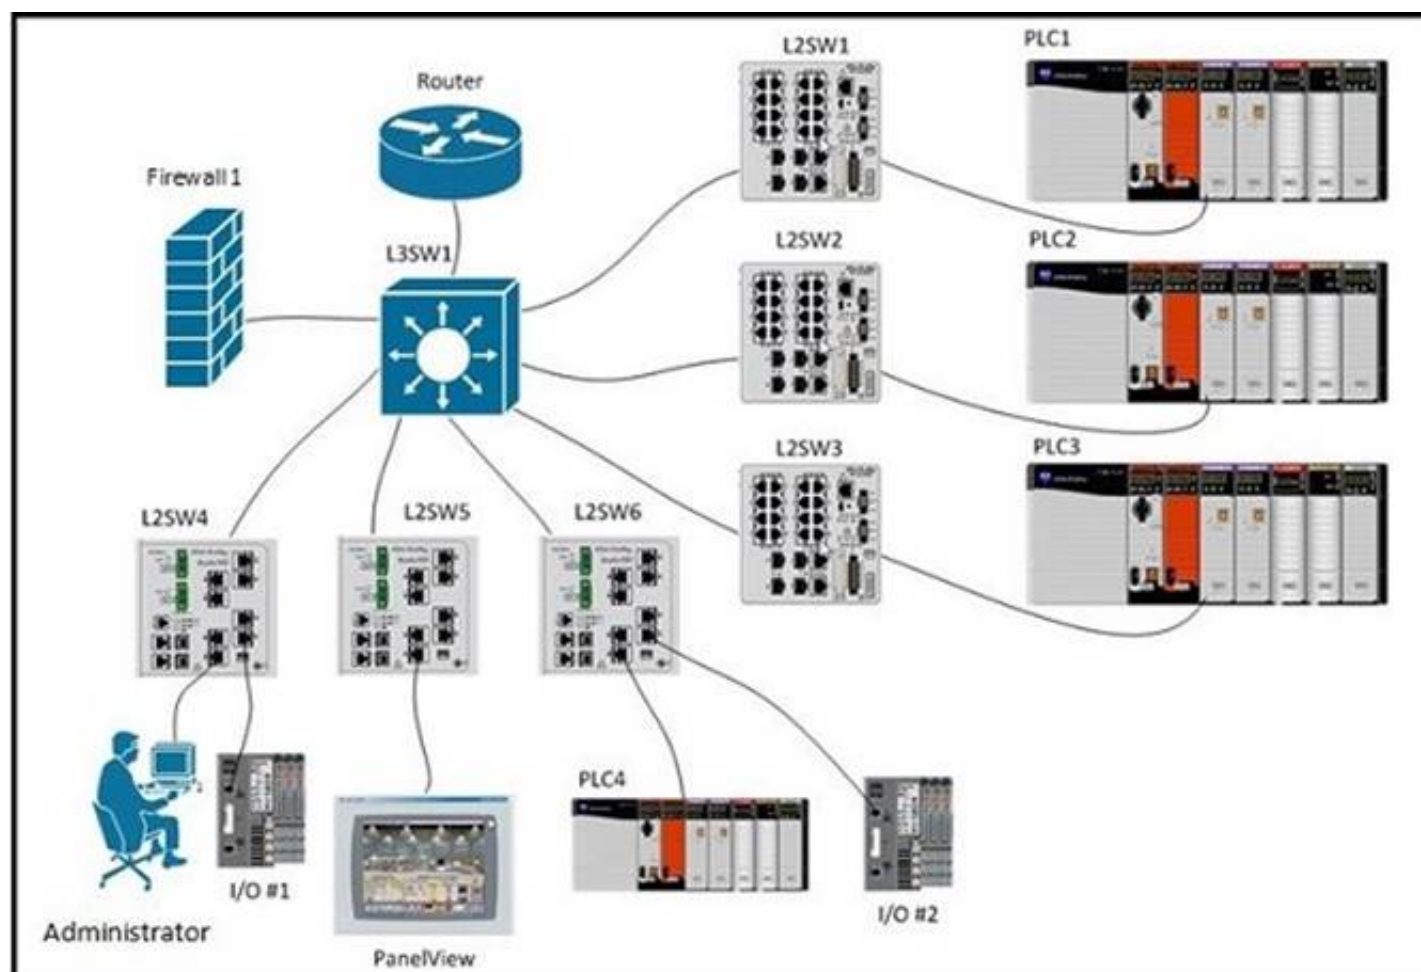 L2SW1
PLC1
Router
Firewall 1
L3SW1
L2SW2
PLC2
L2SW3
PLC3
L2SW4
L2SW5
L2SW6
PLC4
I/O #1
I/O #2
Administrator
PanelView